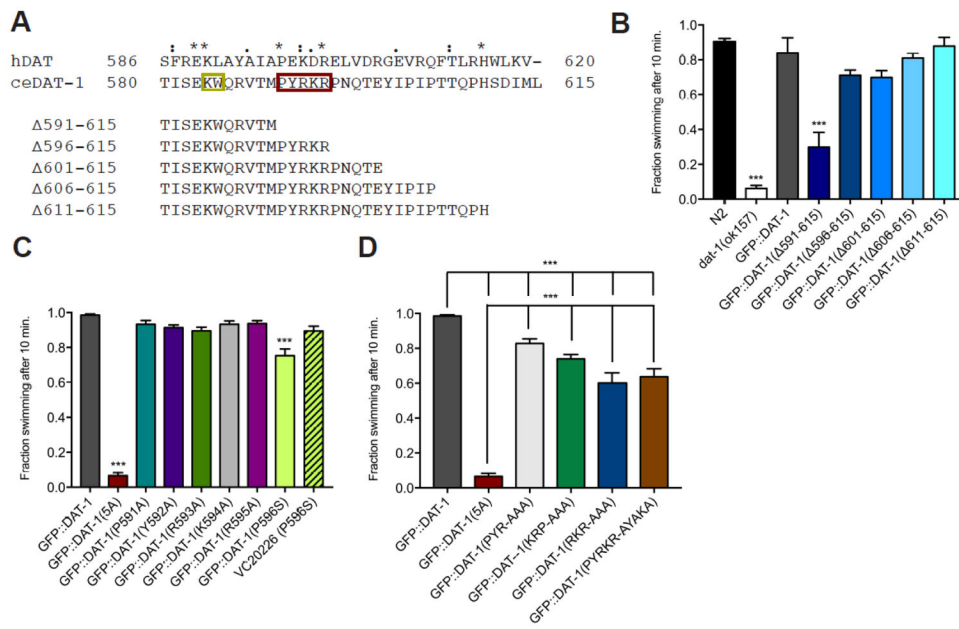 A
: ** . * : * . : *
hDAT 586 SFREKLAYAIAPEKDRELVDRGEVRQFTLRHWLKV- 620
ceDAT-1 580 TISEKWQRVTMPYRKRPNQTEYIPIPTTQPHSDIML 615
Δ591-615 TISEKWQRVTM
Δ596-615 TISEKWQRVTMPYRKR
Δ601-615 TISEKWQRVTMPYRKRPNQTE
Δ606-615 TISEKWQRVTMPYRKRPNQTEYIPIP
Δ611-615 TISEKWQRVTMPYRKRPNQTEYIPIPTTQPH
B
Fraction swimming after 10 min.
1.0
0.8
0.6
0.4
0.2
0.0
***
***
N2
dat-1(ok157)
GFP::DAT-1
GFP::DAT-1(Δ591-615)
GFP::DAT-1(Δ596-615)
GFP::DAT-1(Δ601-615)
GFP::DAT-1(Δ606-615)
GFP::DAT-1(Δ611-615)
C
Fraction swimming after 10 min.
1.0
0.8
0.6
0.4
0.2
0.0
***
***
GFP::DAT-1
GFP::DAT-1(5A)
GFP::DAT-1(P591A)
GFP::DAT-1(Y592A)
GFP::DAT-1(R593A)
GFP::DAT-1(K594A)
GFP::DAT-1(R595A)
GFP::DAT-1(P596S)
VC20226 (P596S)
D
Fraction swimming after 10 min.
1.0
0.8
0.6
0.4
0.2
0.0
***
***
GFP::DAT-1
GFP::DAT-1(5A)
GFP::DAT-1(PYR-AAA)
GFP::DAT-1(KRP-AAA)
GFP::DAT-1(RKR-AAA)
GFP::DAT-1(PYRKR-AYAKA)